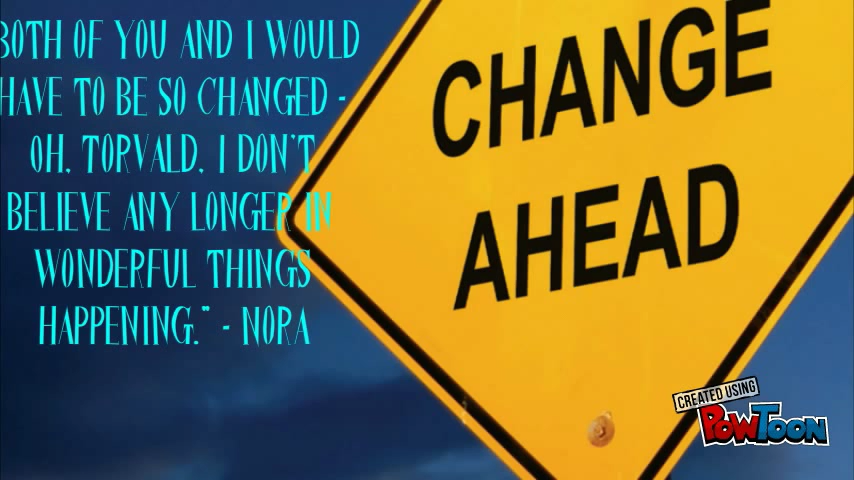 BOTH OF YOU AND I WOULD
HAVE TO BE SO CHANGED -
OH, TORVALD, I DON'T
BELIEVE ANY LONGER IN
WONDERFUL THINGS
HAPPENING." - NORA
CHANGE
AHEAD
CREATED USING
POWTOON